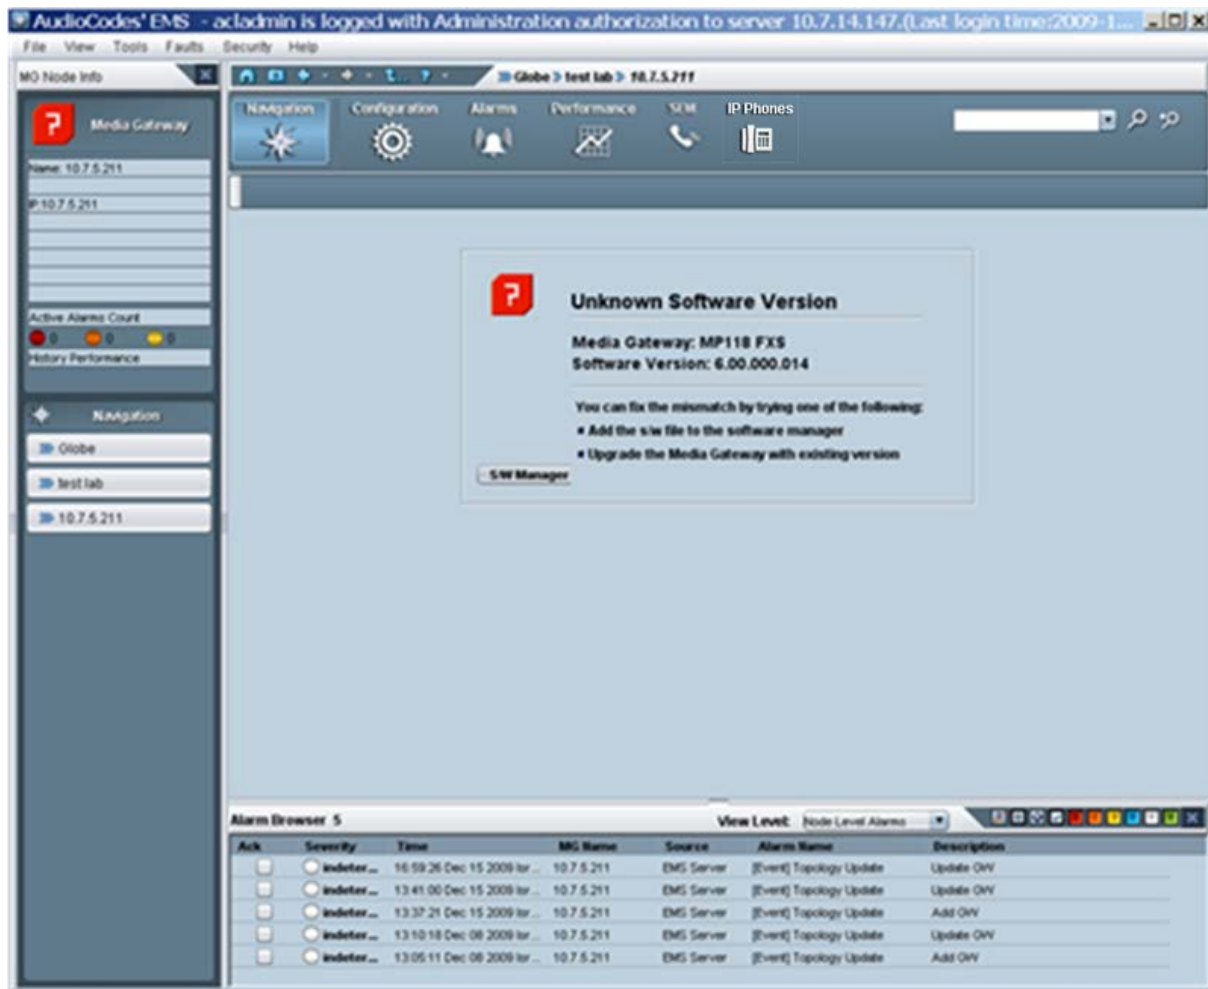 AudioCodes' EMS - acladmin is logged with Administration authorization to server 10.7.14.147.(Last login time:2009-1...
File View Tools Faults Security Help
MG Node Info
Globe > test lab > 10.7.5.211
Media Gateway
Navigation Configuration Alarms Performance SEM IP Phones
Name: 10.7.5.211
IP:10.7.5.211
Active Alarms Count
0 0 0
History Performance
Navigation
Globe
test lab
10.7.5.211
Unknown Software Version
Media Gateway: MP118 FXS
Software Version: 6.00.000.014
You can fix the mismatch by trying one of the following:
Add the s/w file to the software manager
Upgrade the Media Gateway with existing version
S/W Manager
Alarm Browser 5 View Level: Node Level Alarms
Ack Severity Time MG Name Source Alarm Name Description
indeter... 16:59:26 Dec 15 2009 Isr... 10.7.5.211 EMS Server [Event] Topology Update Update GW
indeter... 13:41:00 Dec 15 2009 Isr... 10.7.5.211 EMS Server [Event] Topology Update Update GW
indeter... 13:37:21 Dec 15 2009 Isr... 10.7.5.211 EMS Server [Event] Topology Update Add GW
indeter... 13:10:18 Dec 08 2009 Isr... 10.7.5.211 EMS Server [Event] Topology Update Update GW
indeter... 13:05:11 Dec 08 2009 Isr... 10.7.5.211 EMS Server [Event] Topology Update Add GW